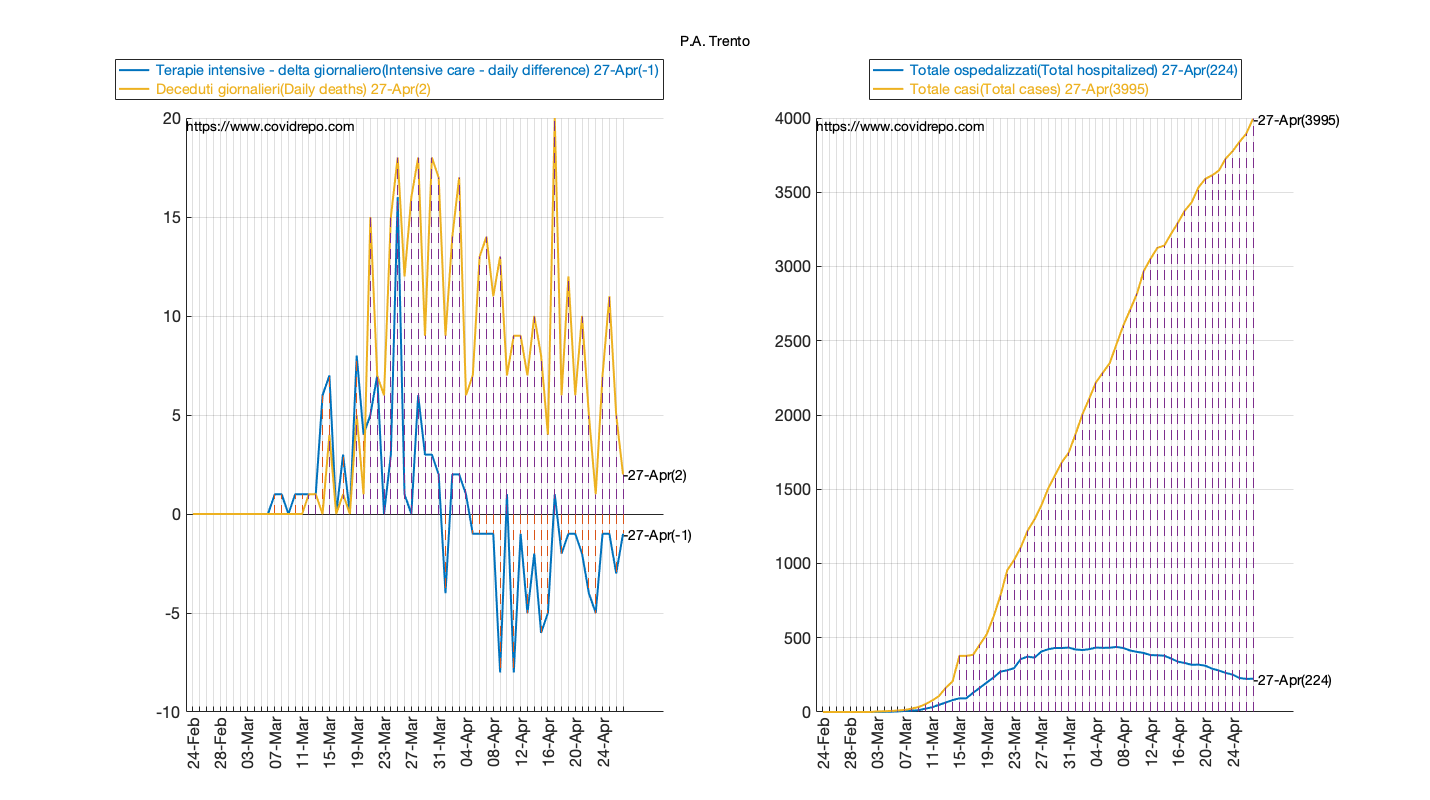 P.A. Trento
Terapie intensive - delta giornaliero(Intensive care - daily difference) 27-Apr(-1)
Deceduti giornalieri(Daily deaths) 27-Apr(2)
https://www.covidrepo.com
20
15
10
5
0
-5
-10
27-Apr(2)
27-Apr(-1)
24-Feb
28-Feb
03-Mar
07-Mar
11-Mar
15-Mar
19-Mar
23-Mar
27-Mar
31-Mar
04-Apr
08-Apr
12-Apr
16-Apr
20-Apr
24-Apr
Totale ospedalizzati(Total hospitalized) 27-Apr(224)
Totale casi(Total cases) 27-Apr(3995)
https://www.covidrepo.com
4000
3500
3000
2500
2000
1500
1000
500
0
27-Apr(3995)
27-Apr(224)
24-Feb
28-Feb
03-Mar
07-Mar
11-Mar
15-Mar
19-Mar
23-Mar
27-Mar
31-Mar
04-Apr
08-Apr
12-Apr
16-Apr
20-Apr
24-Apr